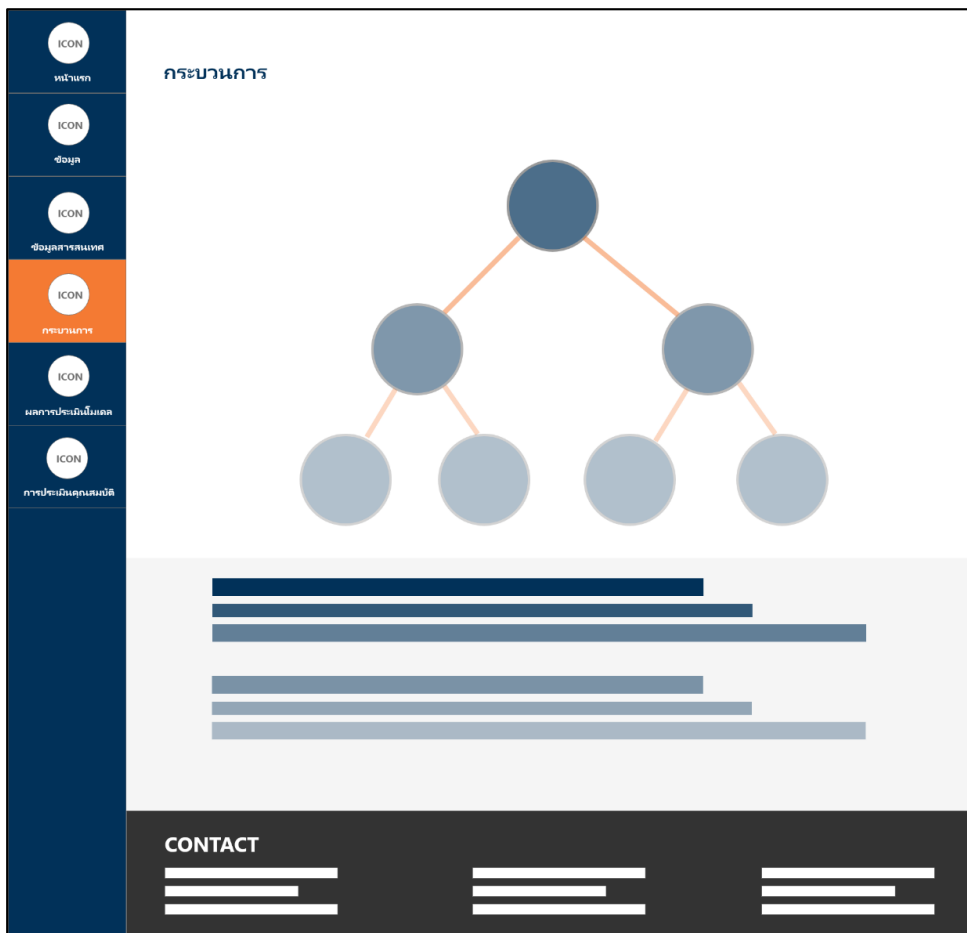 ICON
หน้าแรก
ICON
ข้อมูล
ICON
ข้อมูลสารสนเทศ
ICON
กระบวนการ
ICON
ผลการประเมินโมเดล
ICON
การประเมินคุณสมบัติ
กระบวนการ
CONTACT